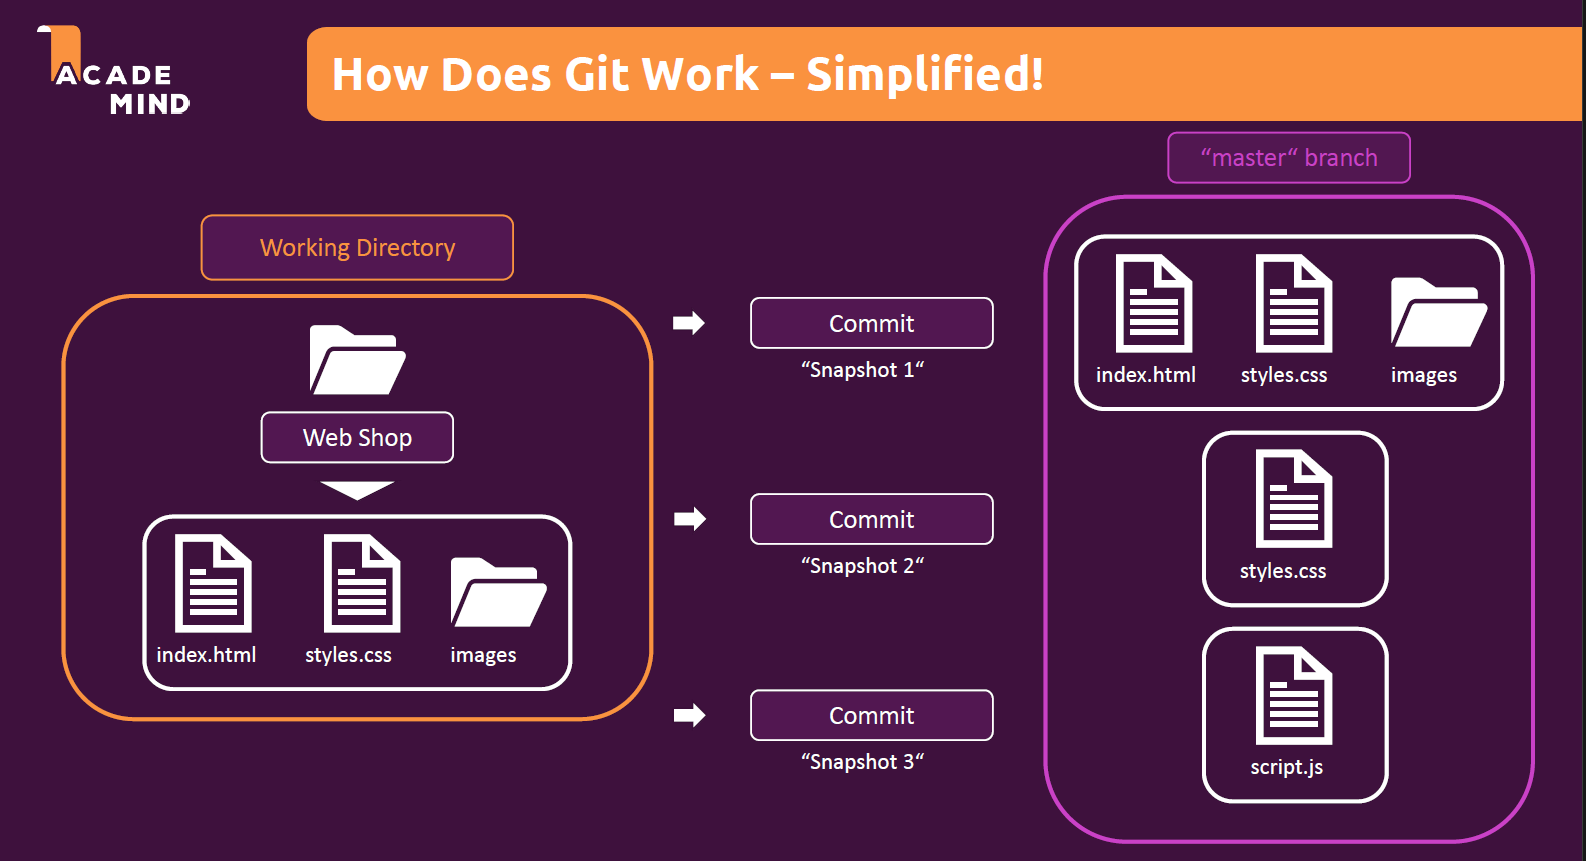 ACADE
MIND
How Does Git Work – Simplified!
“master“ branch
Working Directory
Web Shop
index.html
styles.css
images
Commit
“Snapshot 1“
Commit
“Snapshot 2“
Commit
“Snapshot 3“
index.html
styles.css
images
styles.css
script.js